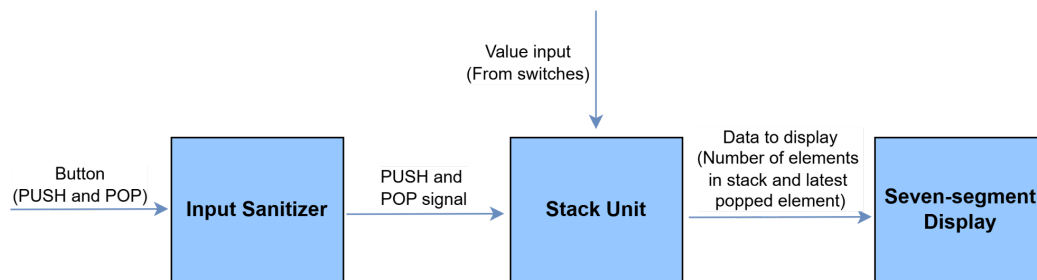 Value input
(From switches)
Button
(PUSH and POP)
Input Sanitizer
PUSH and
POP signal
Stack Unit
Data to display
(Number of elements
in stack and latest
popped element)
Seven-segment
Display